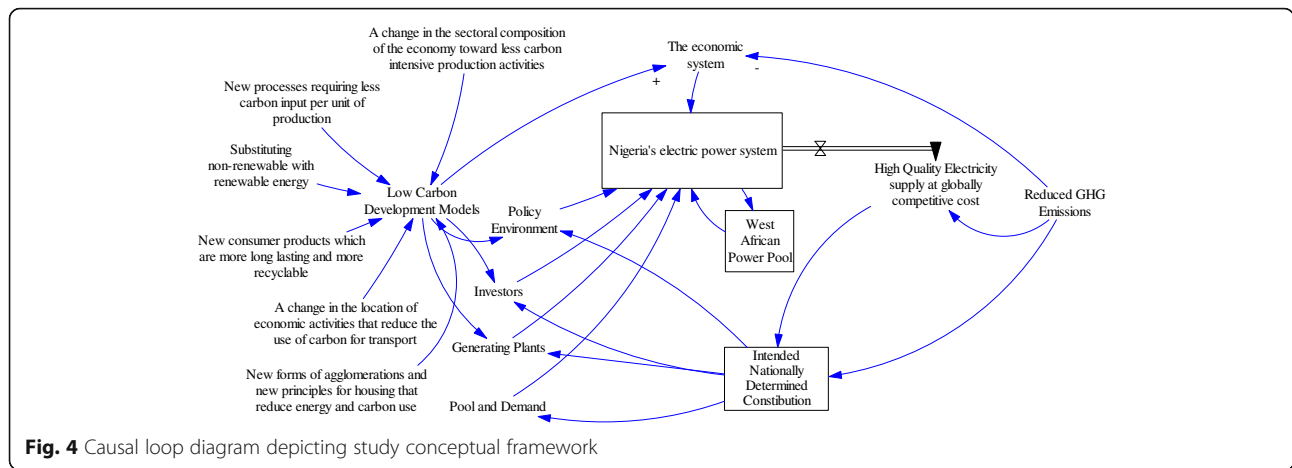 A change in the sectoral composition
of the economy toward less carbon
intensive production activities
The economic
system
+
-
New processes requiring less
carbon input per unit of
production
Substituting
non-renewable with
renewable energy
Low Carbon
Development Models
New consumer products which
are more long lasting and more
recyclable
A change in the location of
economic activities that reduce the
use of carbon for transport
New forms of agglomerations and
new principles for housing that
reduce energy and carbon use
Policy
Environment
Investors
Generating Plants
Pool and Demand
Nigeria's electric power system
West
African
Power Pool
High Quality Electricity
supply at globally
competitive cost
Reduced GHG
Emissions
Intended
Nationally
Determined
Constibution
Fig. 4 Causal loop diagram depicting study conceptual framework